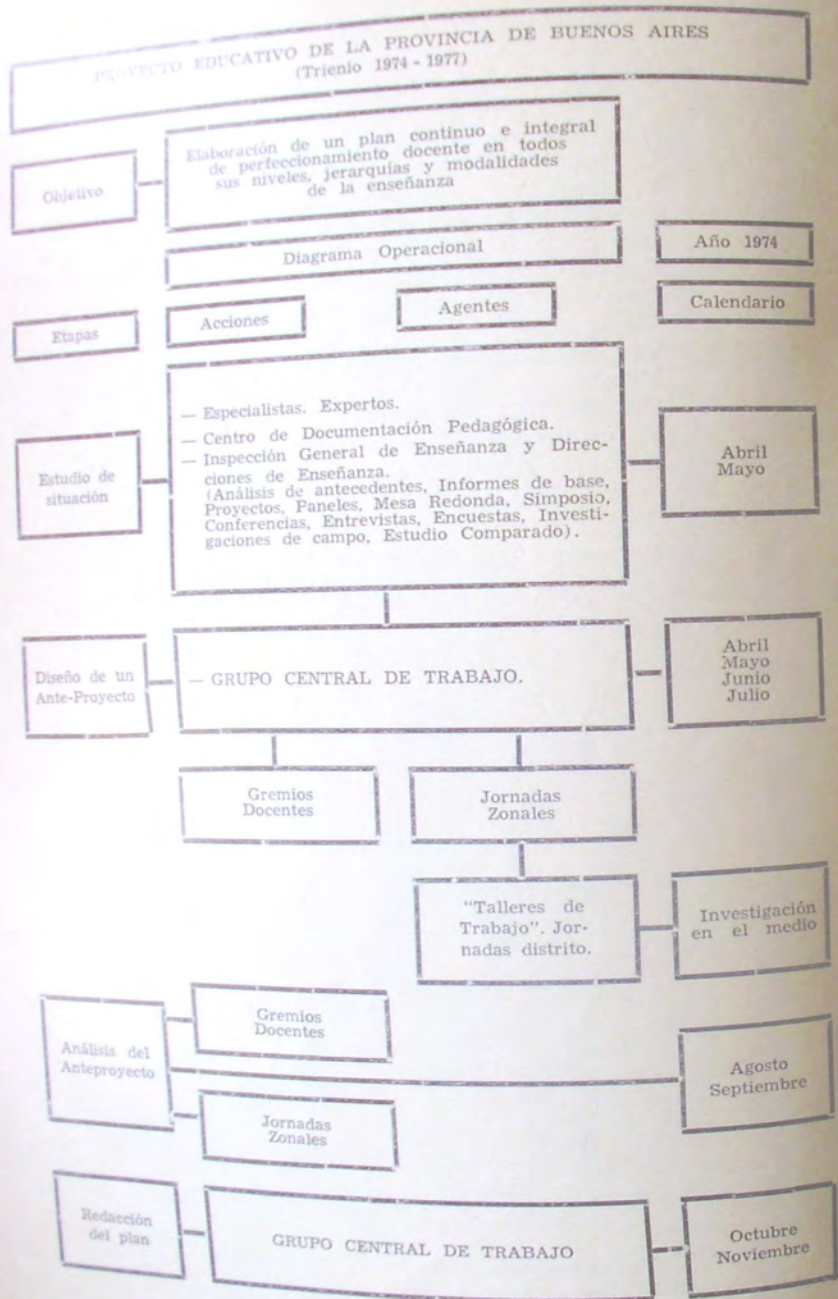 PROYECTO EDUCATIVO DE LA PROVINCIA DE BUENOS AIRES
(Trienio 1974 - 1977)
Objetivo
Elaboración de un plan continuo e integral
de perfeccionamiento docente en todos
sus niveles, jerarquías y modalidades
de la enseñanza
Diagrama Operacional
Año 1974
Etapas
Acciones
Agentes
Calendario
Estudio de
situación
— Especialistas. Expertos.
— Centro de Documentación Pedagógica.
— Inspección General de Enseñanza y Direc-
ciones de Enseñanza.
(Análisis de antecedentes, Informes de base,
Proyectos, Paneles, Mesa Redonda, Simposio,
Conferencias, Entrevistas, Encuestas, Investi-
gaciones de campo, Estudio Comparado).
Abril
Mayo
Diseño de un
Ante-Proyecto
— GRUPO CENTRAL DE TRABAJO.
Abril
Mayo
Junio
Julio
Gremios
Docentes
Jornadas
Zonales
"Talleres de
Trabajo". Jor-
nadas distrito.
Investigación
en el medio
Análisis del
Anteproyecto
Gremios
Docentes
Agosto
Septiembre
Jornadas
Zonales
Redacción
del plan
GRUPO CENTRAL DE TRABAJO
Octubre
Noviembre